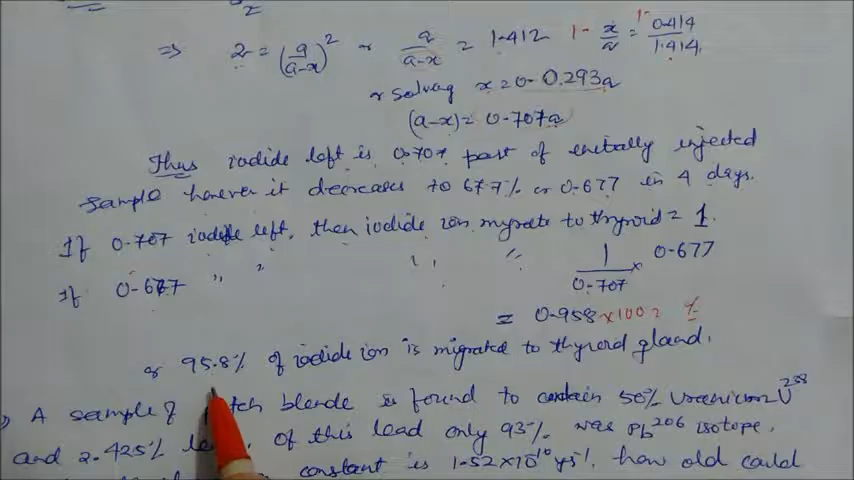 ⇒ 2 = (a/a-x)² or a/a-x = 1.412 1- x/a = 1- 0.414/1.414
or solving x = 0.293a
(a-x) = 0.707a
Thus iodide left is 0.707 part of initially injected
sample however it decreases to 67.7% or 0.677 in 4 days.
If 0.707 iodide left, then iodide ion migrate to thyroid = 1.
If 0.677 " " " " 1/0.707 × 0.677
= 0.958×100= %
or 95.8% of iodide ion is migrated to thyroid gland.
A sample of pitch blende is found to contain 50% Uranium U²³⁸
and 2.425% Of this lead only 93% was Pb²⁰⁶ isotope,
constant is 1.52×10¹⁰ yrs⁻¹, how old could